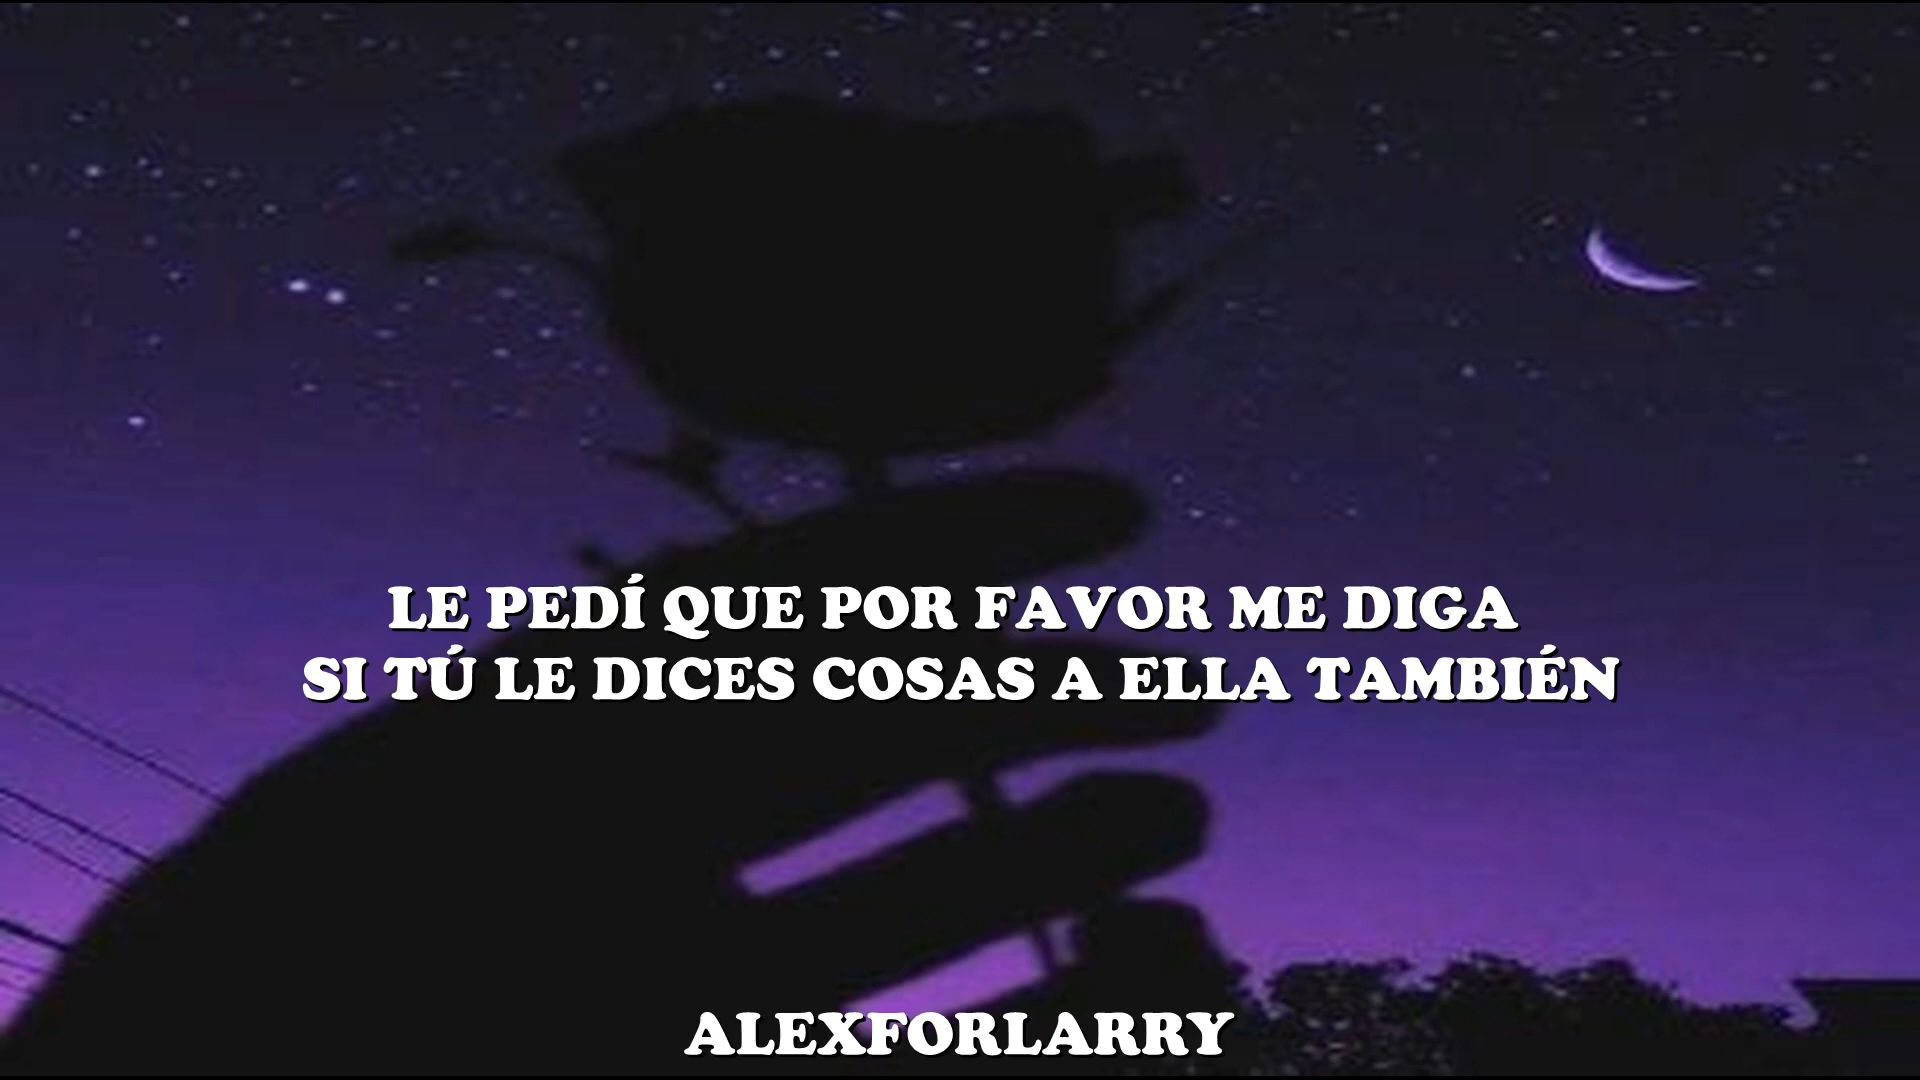 LE PEDÍ QUE POR FAVOR ME DIGA
SI TÚ LE DICES COSAS A ELLA TAMBIÉN
ALEXFORLARRY